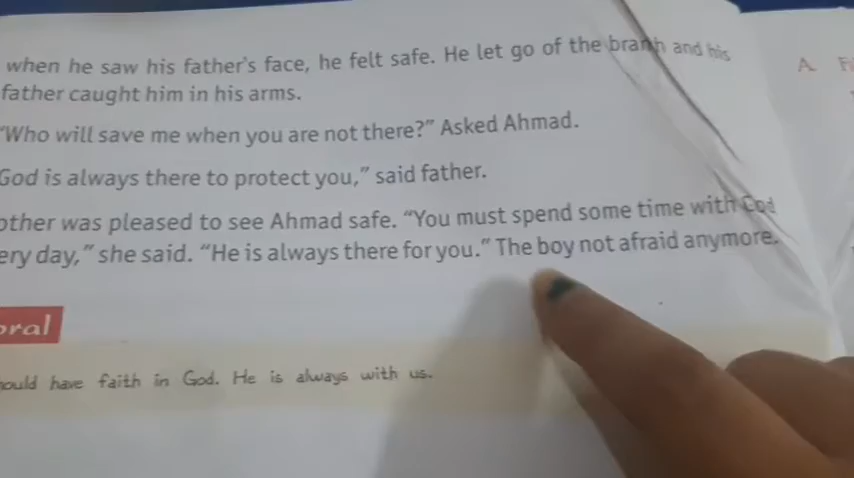 when he saw his father's face, he felt safe. He let go of the branh and his
father caught him in his arms.
"Who will save me when you are not there?" Asked Ahmad.
God is always there to protect you," said father.
other was pleased to see Ahmad safe. "You must spend some time with God
ery day," she said. "He is always there for you." The boy not afraid anymore.
oral
hould have faith in God. He is always with us.
A.